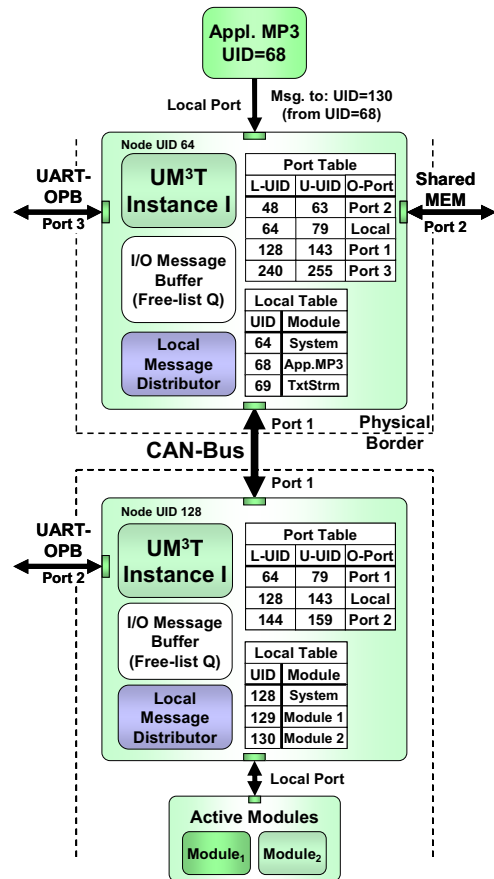 Appl. MP3
UID=68
Local Port
Msg. to: UID=130
(from UID=68)
Node UID 64
UM³T
Instance I
I/O Message
Buffer
(Free-list Q)
Local
Message
Distributor
Port Table
L-UID U-UID O-Port
48 63 Port 2
64 79 Local
128 143 Port 1
240 255 Port 3
Local Table
UID Module
64 System
68 App.MP3
69 TxtStrm
UART-
OPB
Port 3
Shared
MEM
Port 2
Port 1
Physical
Border
CAN-Bus
Port 1
Node UID 128
UM³T
Instance I
I/O Message
Buffer
(Free-list Q)
Local
Message
Distributor
Port Table
L-UID U-UID O-Port
64 79 Port 1
128 143 Local
144 159 Port 2
Local Table
UID Module
128 System
129 Module 1
130 Module 2
UART-
OPB
Port 2
Local Port
Active Modules
Module₁ Module₂